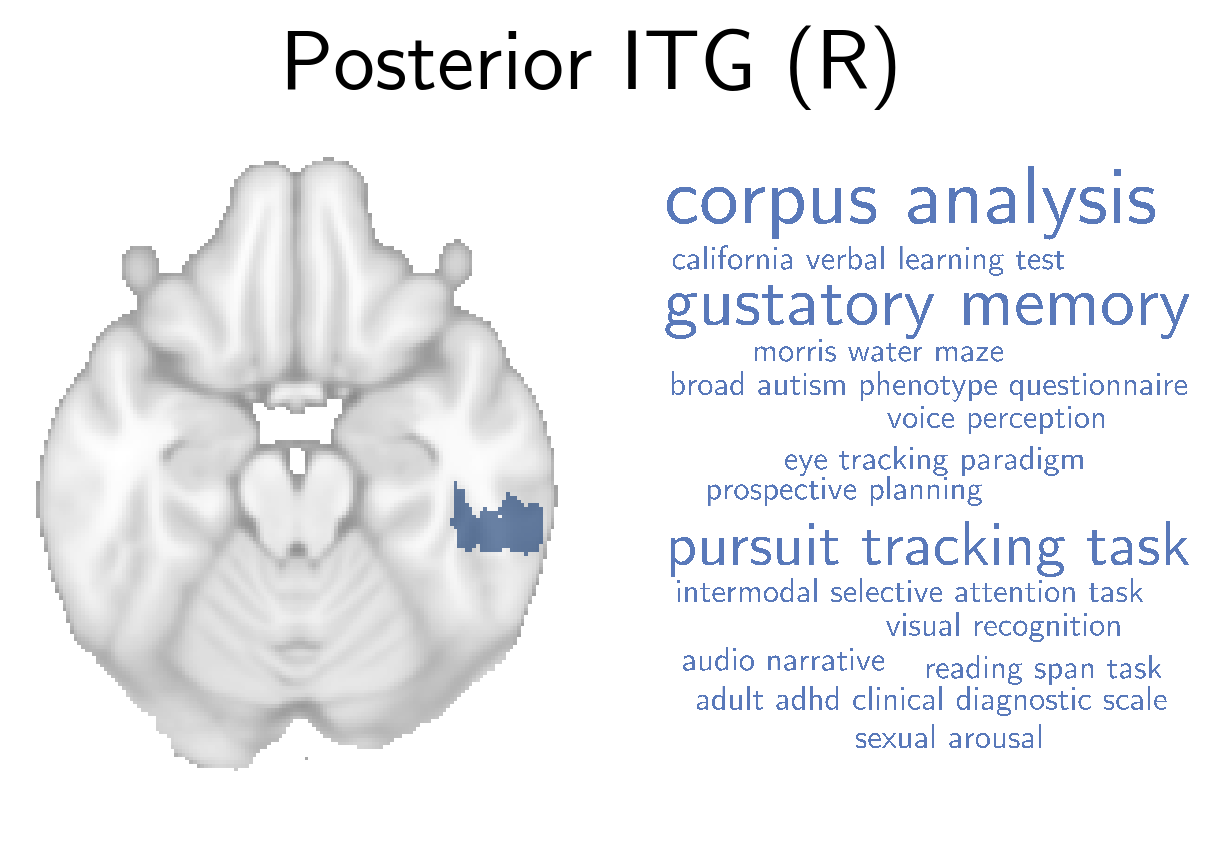 Posterior ITG (R)
corpus analysis
california verbal learning test
gustatory memory
morris water maze
broad autism phenotype questionnaire
voice perception
eye tracking paradigm
prospective planning
pursuit tracking task
intermodal selective attention task
visual recognition
audio narrative
reading span task
adult adhd clinical diagnostic scale
sexual arousal